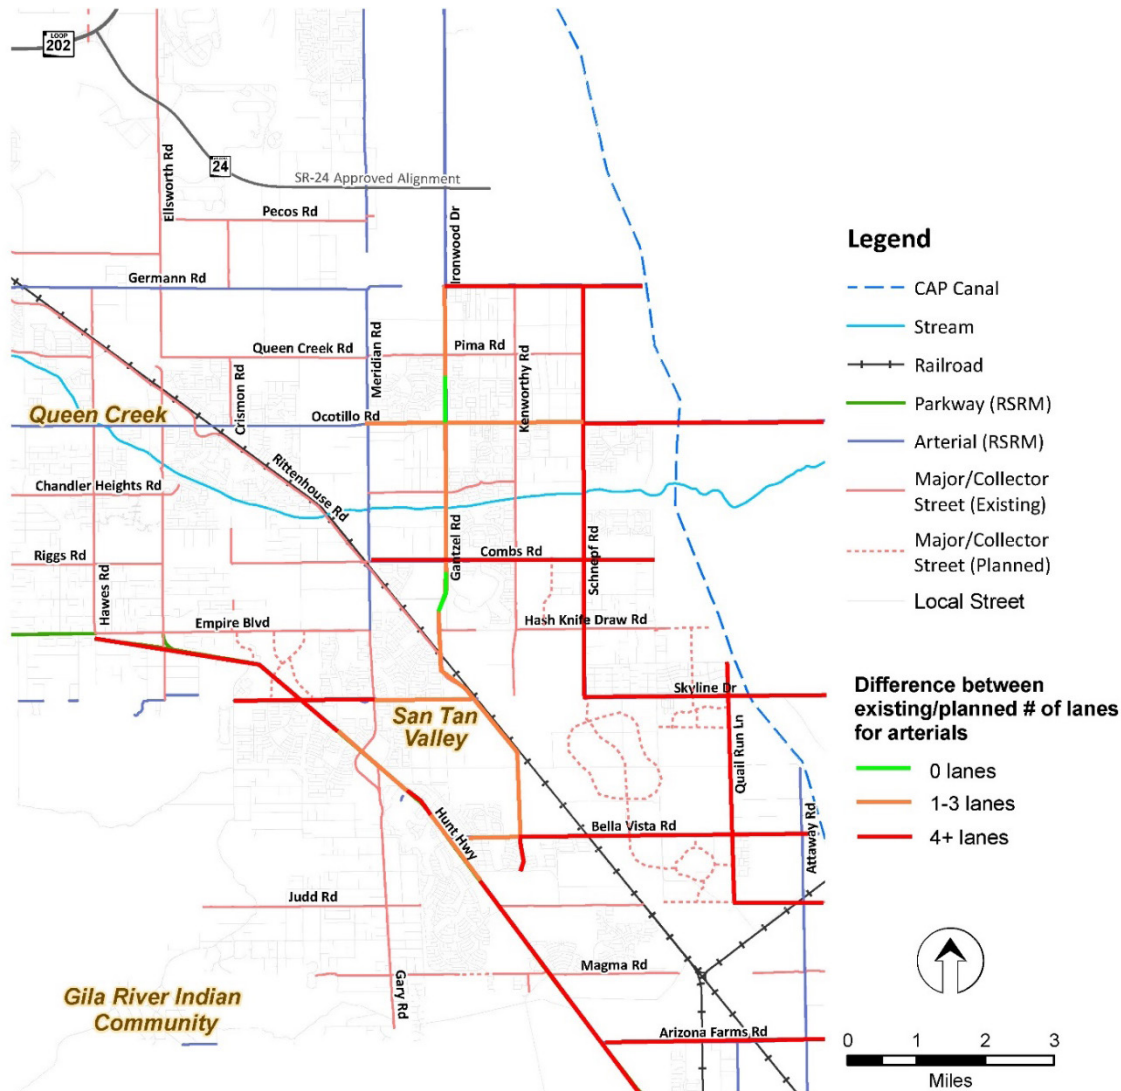 LOOP
202
24
SR-24 Approved Alignment
Ellsworth Rd
Pecos Rd
Ironwood Dr
Germann Rd
Meridian Rd
Queen Creek Rd
Pima Rd
Kenworthy Rd
Crismon Rd
Queen Creek
Ocotillo Rd
Rittenhouse Rd
Chandler Heights Rd
Gantzel Rd
Schnepf Rd
Riggs Rd
Combs Rd
Hawes Rd
Empire Blvd
Hash Knife Draw Rd
Skyline Dr
San Tan
Valley
Quail Run Ln
Hunt Hwy
Bella Vista Rd
Attaway Rd
Judd Rd
Magma Rd
Gary Rd
Gila River Indian
Community
Arizona Farms Rd
Legend
CAP Canal
Stream
Railroad
Parkway (RSRM)
Arterial (RSRM)
Major/Collector
Street (Existing)
Major/Collector
Street (Planned)
Local Street
Difference between
existing/planned # of lanes
for arterials
0 lanes
1-3 lanes
4+ lanes
0 1 2 3
Miles